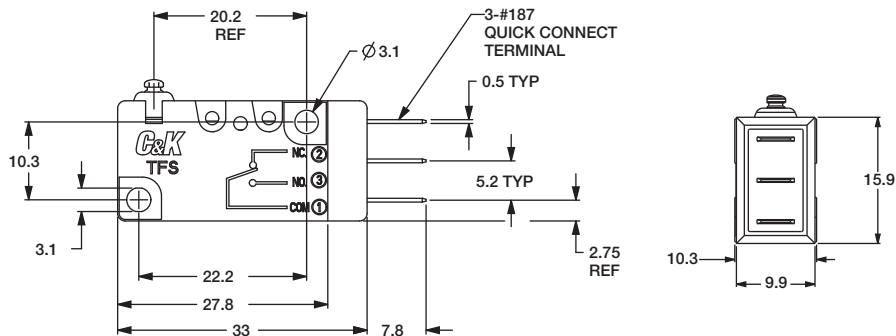 20.2
REF
3-#187
QUICK CONNECT
TERMINAL
Ø3.1
0.5 TYP
C&K
TFS
NC. ②
NO. ③
COM ①
10.3
3.1
5.2 TYP
2.75
REF
22.2
27.8
33
7.8
15.9
10.3
9.9